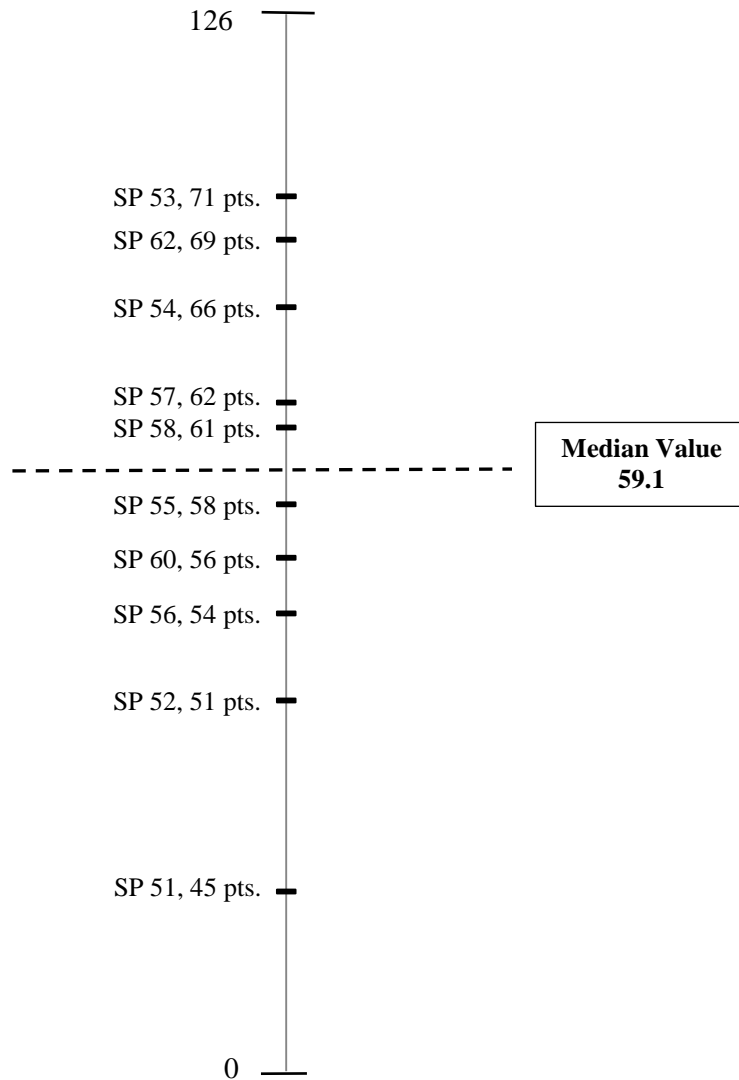 126
SP 53, 71 pts.
SP 62, 69 pts.
SP 54, 66 pts.
SP 57, 62 pts.
SP 58, 61 pts.
Median Value
59.1
SP 55, 58 pts.
SP 60, 56 pts.
SP 56, 54 pts.
SP 52, 51 pts.
SP 51, 45 pts.
0